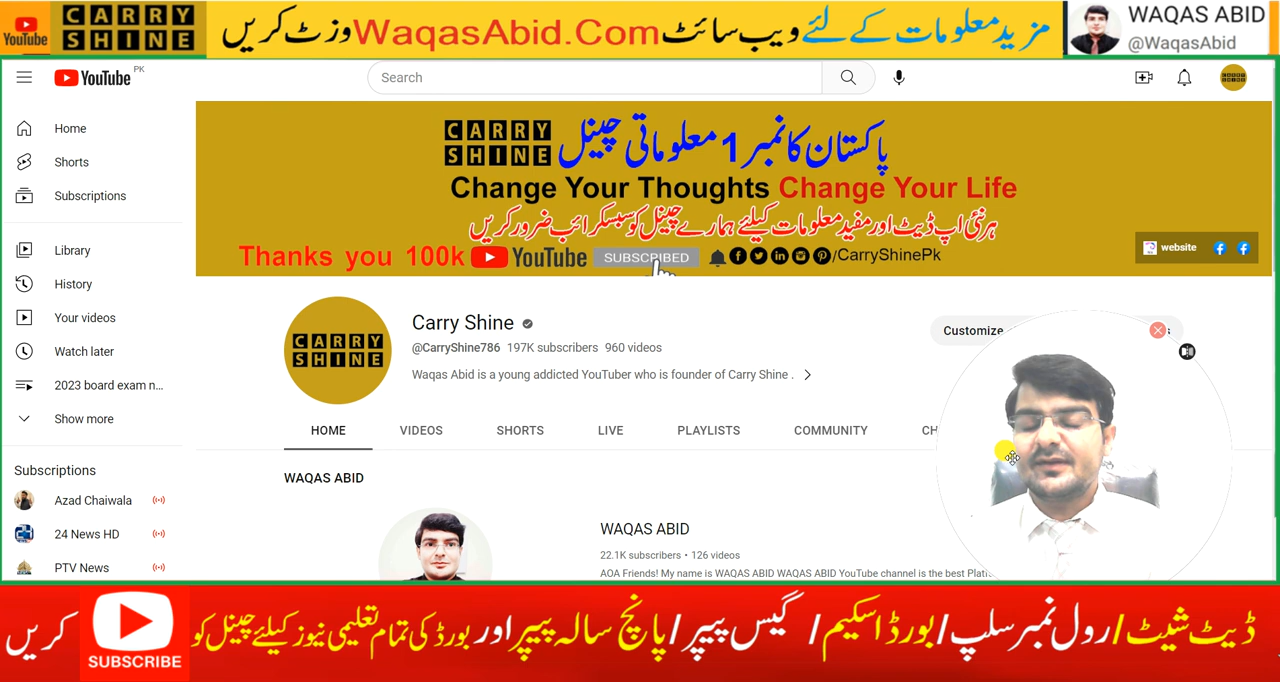 YouTube
CARRY
SHINE
مزید معلومات کے لئے ویب سائٹ WaqasAbid.Com وزٹ کریں
WAQAS ABID
@WaqasAbid
YouTube PK
Search
Home
Shorts
Subscriptions
Library
History
Your videos
Watch later
2023 board exam n...
Show more
Subscriptions
Azad Chaiwala
24 News HD
PTV News
CARRY
SHINE
پاکستان کا نمبر 1 معلوماتی چینل
Change Your Thoughts Change Your Life
ہر نئی اپ ڈیٹ اور مفید معلومات کیلئے ہمارے چینل کو سبسکرائب ضرور کریں
Thanks you 100k YouTube SUBSCRIBED /CarryShinePk
website
CARRY
SHINE
Carry Shine
@CarryShine786 197K subscribers 960 videos
Waqas Abid is a young addicted YouTuber who is founder of Carry Shine .
Customize
HOME VIDEOS SHORTS LIVE PLAYLISTS COMMUNITY CH
WAQAS ABID
WAQAS ABID
22.1K subscribers • 126 videos
AOA Friends! My name is WAQAS ABID WAQAS ABID YouTube channel is the best Platf
ڈیٹ شیٹ/رول نمبر سلپ/بورڈ اسکیم/ گیس پیپر/پانچ سالہ پیپر اور بورڈ کی تمام تعلیمی نیوز کیلئے چینل کو SUBSCRIBE کریں